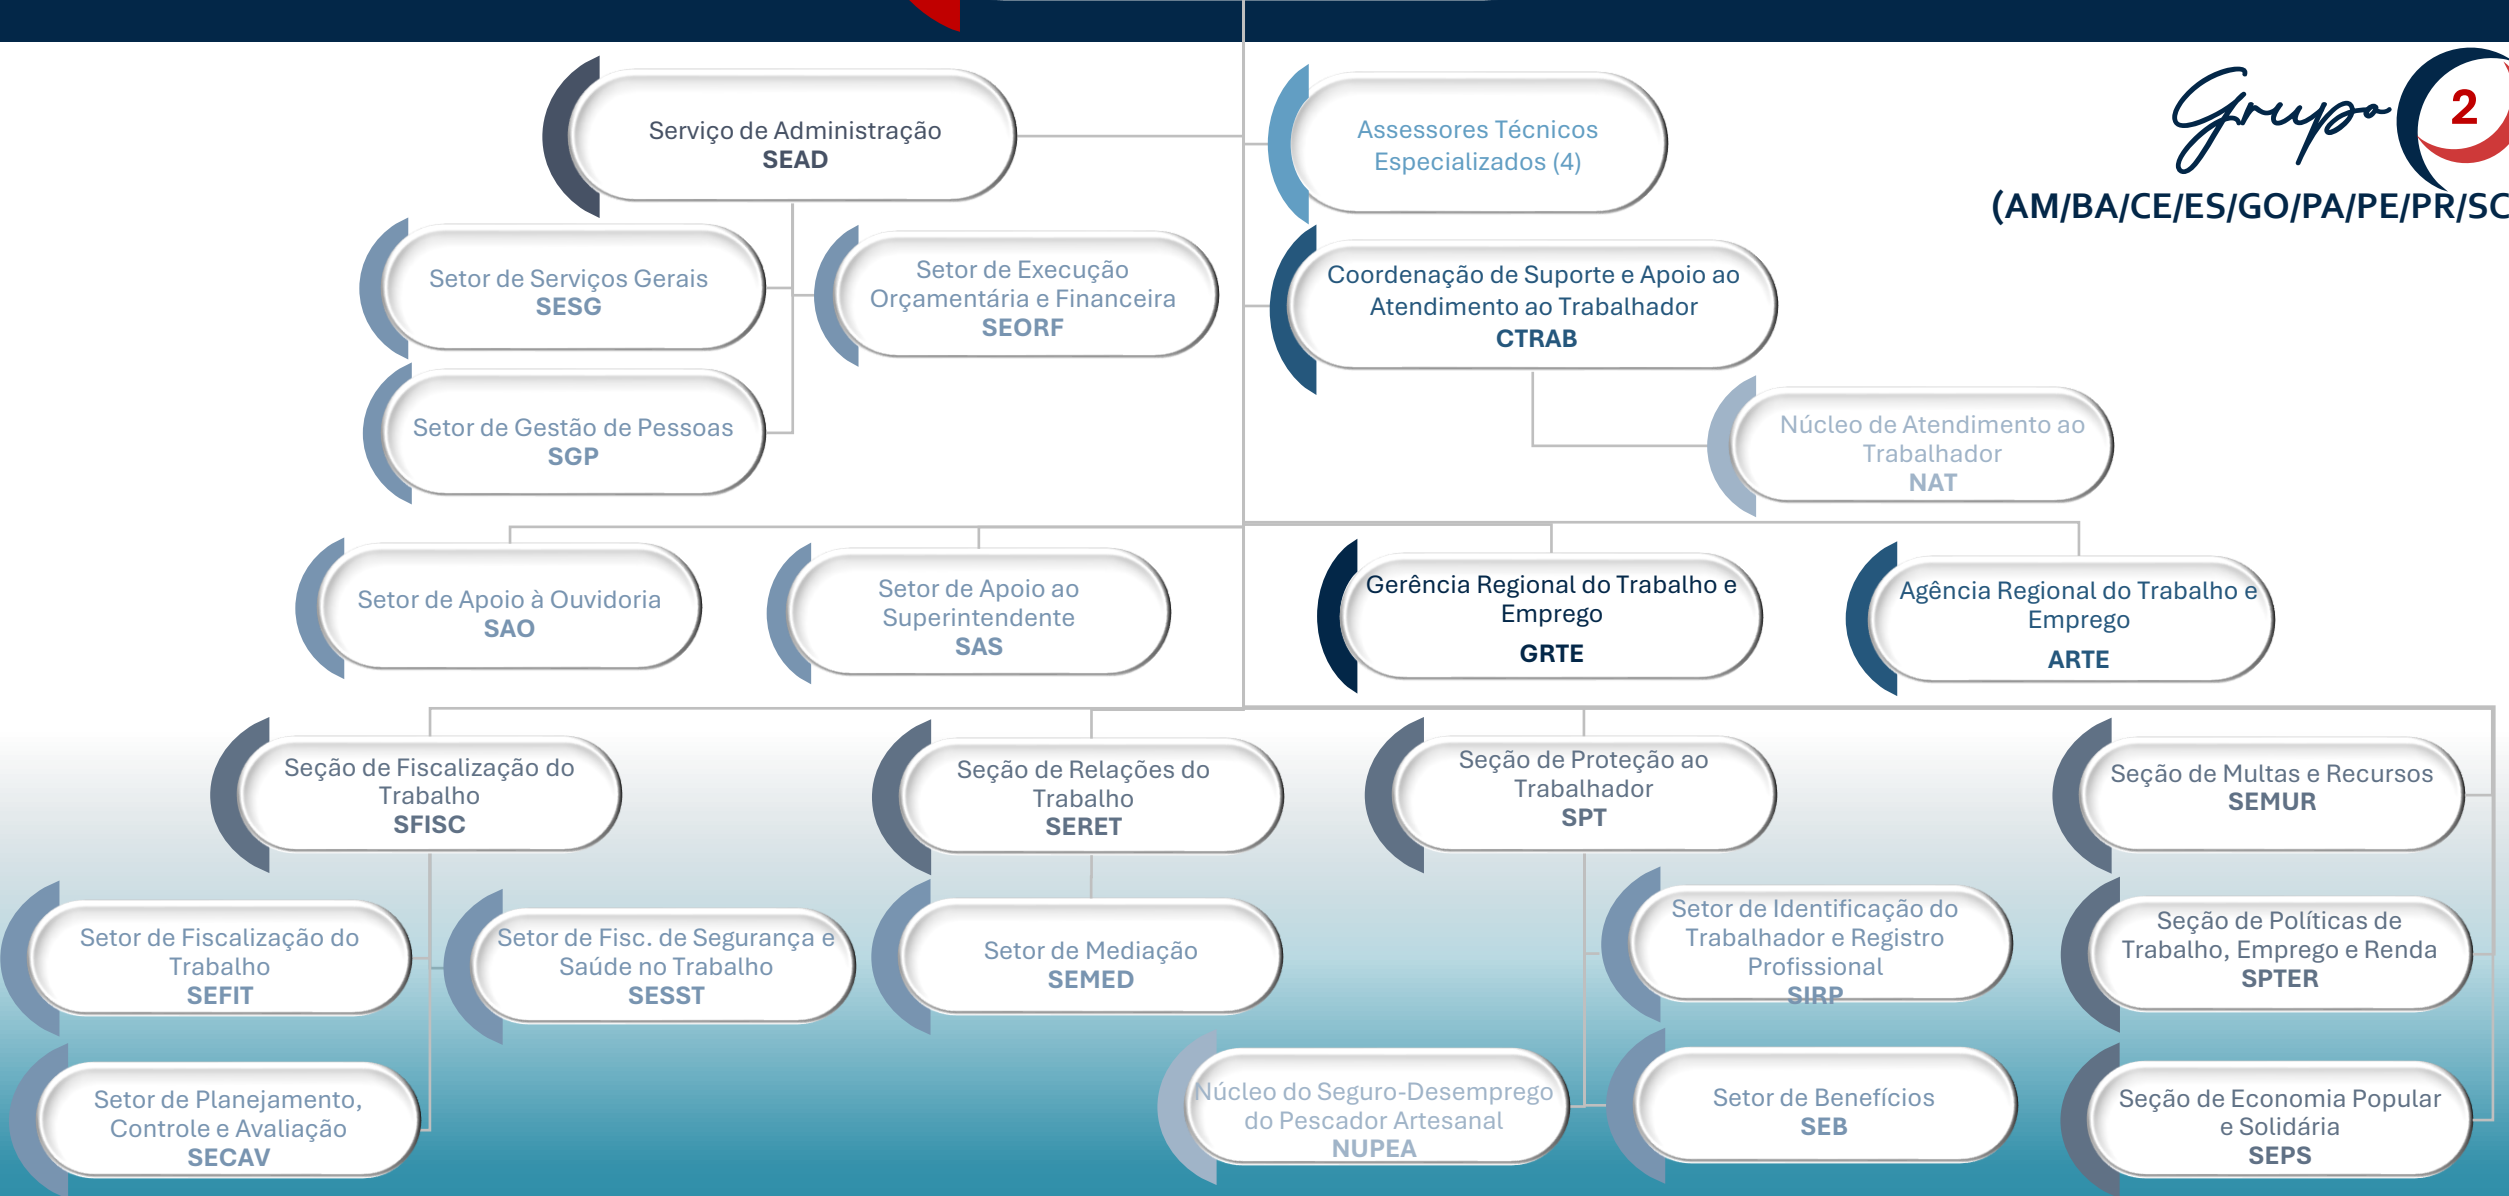 Grupo 2
(AM/BA/CE/ES/GO/PA/PE/PR/SC
Serviço de Administração
SEAD
Assessores Técnicos
Especializados (4)
Setor de Serviços Gerais
SESG
Setor de Execução
Orçamentária e Financeira
SEORF
Coordenação de Suporte e Apoio ao
Atendimento ao Trabalhador
CTRAB
Setor de Gestão de Pessoas
SGP
Núcleo de Atendimento ao
Trabalhador
NAT
Setor de Apoio à Ouvidoria
SAO
Setor de Apoio ao
Superintendente
SAS
Gerência Regional do Trabalho e
Emprego
GRTE
Agência Regional do Trabalho e
Emprego
ARTE
Seção de Fiscalização do
Trabalho
SFISC
Seção de Relações do
Trabalho
SERET
Seção de Proteção ao
Trabalhador
SPT
Seção de Multas e Recursos
SEMUR
Setor de Fiscalização do
Trabalho
SEFIT
Setor de Fisc. de Segurança e
Saúde no Trabalho
SESST
Setor de Mediação
SEMED
Setor de Identificação do
Trabalhador e Registro
Profissional
SIRP
Seção de Políticas de
Trabalho, Emprego e Renda
SPTER
Setor de Planejamento,
Controle e Avaliação
SECAV
Núcleo do Seguro-Desemprego
do Pescador Artesanal
NUPEA
Setor de Benefícios
SEB
Seção de Economia Popular
e Solidária
SEPS